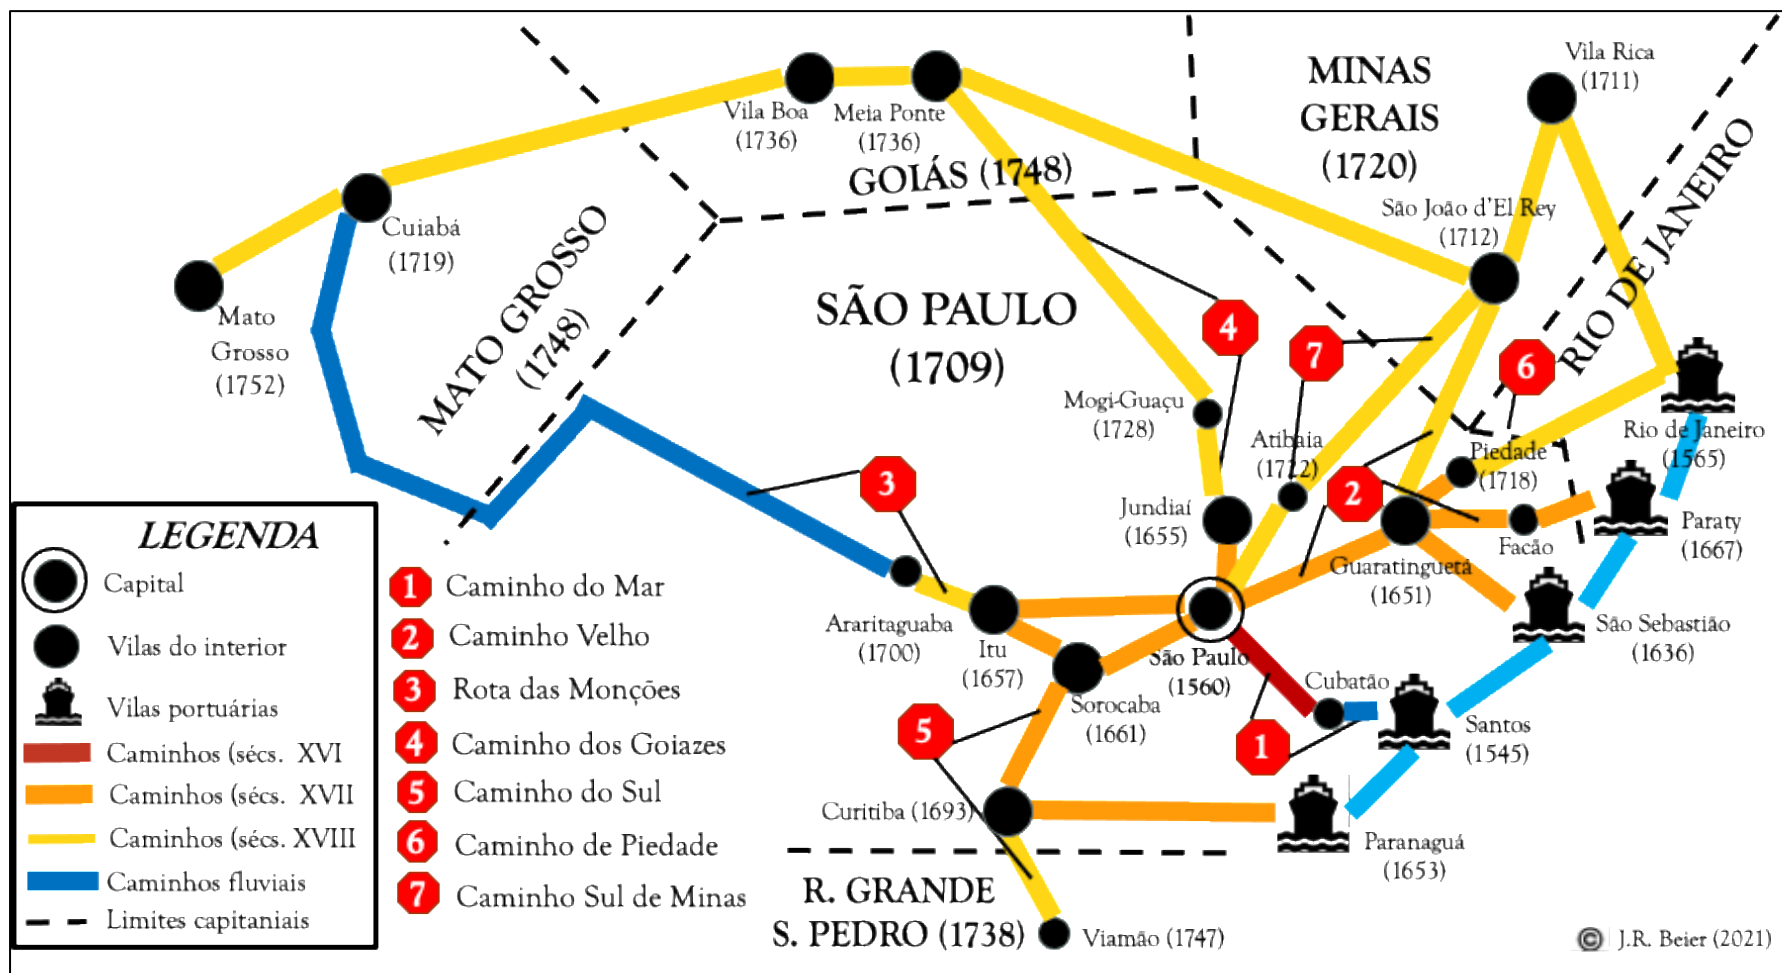 Vila Rica
(1711)
MINAS
GERAIS
(1720)
Vila Boa
(1736)
Meia Ponte
(1736)
GOIÁS (1748)
RIO DE JANEIRO
São João d'El Rey
(1712)
Cuiabá
(1719)
MATO GROSSO
(1748)
Mato
Grosso
(1752)
SÃO PAULO
(1709)
4
7
6
Mogi-Guaçu
(1728)
Atibaia
(1722)
Piedade
(1718)
Rio de Janeiro
(1565)
3
2
Jundiaí
(1655)
Facão
Paraty
(1667)
Guaratinguetá
(1651)
Araritaguaba
(1700)
Itu
(1657)
São Paulo
(1560)
São Sebastião
(1636)
Sorocaba
(1661)
Cubatão
Santos
(1545)
5
1
Curitiba (1693)
Paranaguá
(1653)
R. GRANDE
S. PEDRO (1738)
Viamão (1747)
LEGENDA
Capital
Vilas do interior
Vilas portuárias
Caminhos (sécs. XVI
Caminhos (sécs. XVII
Caminhos (sécs. XVIII
Caminhos fluviais
Limites capitaniais
1 Caminho do Mar
2 Caminho Velho
3 Rota das Monções
4 Caminho dos Goiazes
5 Caminho do Sul
6 Caminho de Piedade
7 Caminho Sul de Minas
© J.R. Beier (2021)